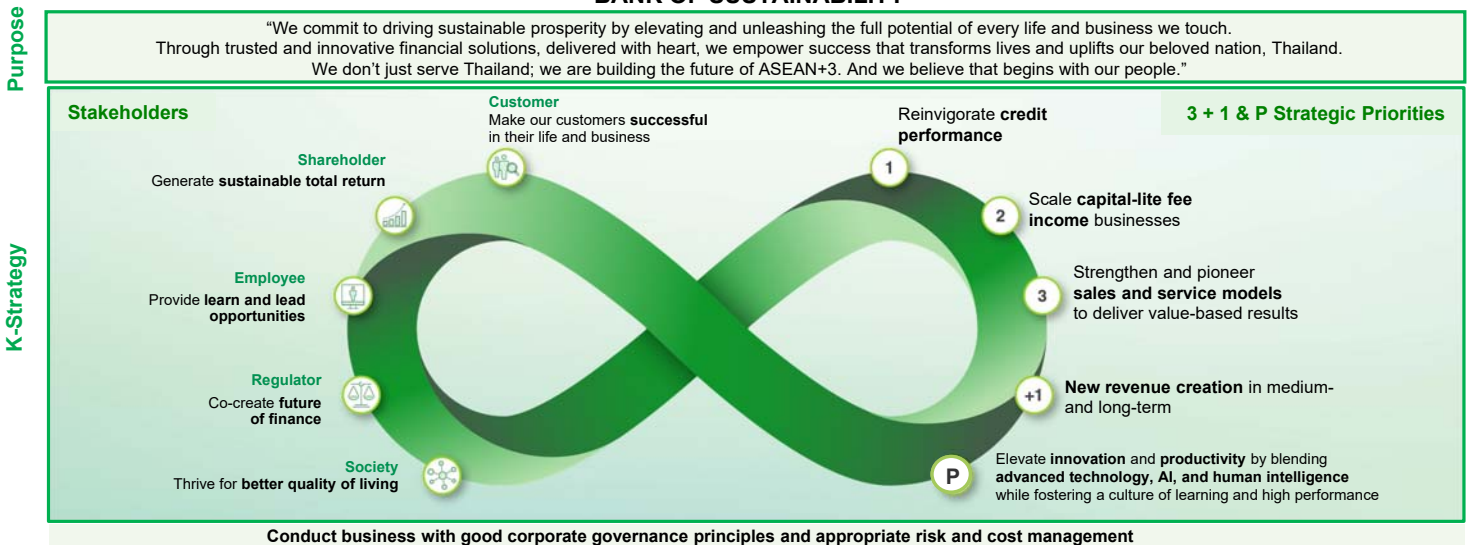 BANK OF SUSTAINABILITY
Purpose
“We commit to driving sustainable prosperity by elevating and unleashing the full potential of every life and business we touch.
Through trusted and innovative financial solutions, delivered with heart, we empower success that transforms lives and uplifts our beloved nation, Thailand.
We don’t just serve Thailand; we are building the future of ASEAN+3. And we believe that begins with our people.”
K-Strategy
Stakeholders
Customer
Make our customers successful
in their life and business
Shareholder
Generate sustainable total return
Employee
Provide learn and lead
opportunities
Regulator
Co-create future
of finance
Society
Thrive for better quality of living
3 + 1 & P Strategic Priorities
1
Reinvigorate credit
performance
2
Scale capital-lite fee
income businesses
3
Strengthen and pioneer
sales and service models
to deliver value-based results
+1
New revenue creation in medium-
and long-term
P
Elevate innovation and productivity by blending
advanced technology, AI, and human intelligence
while fostering a culture of learning and high performance
Conduct business with good corporate governance principles and appropriate risk and cost management